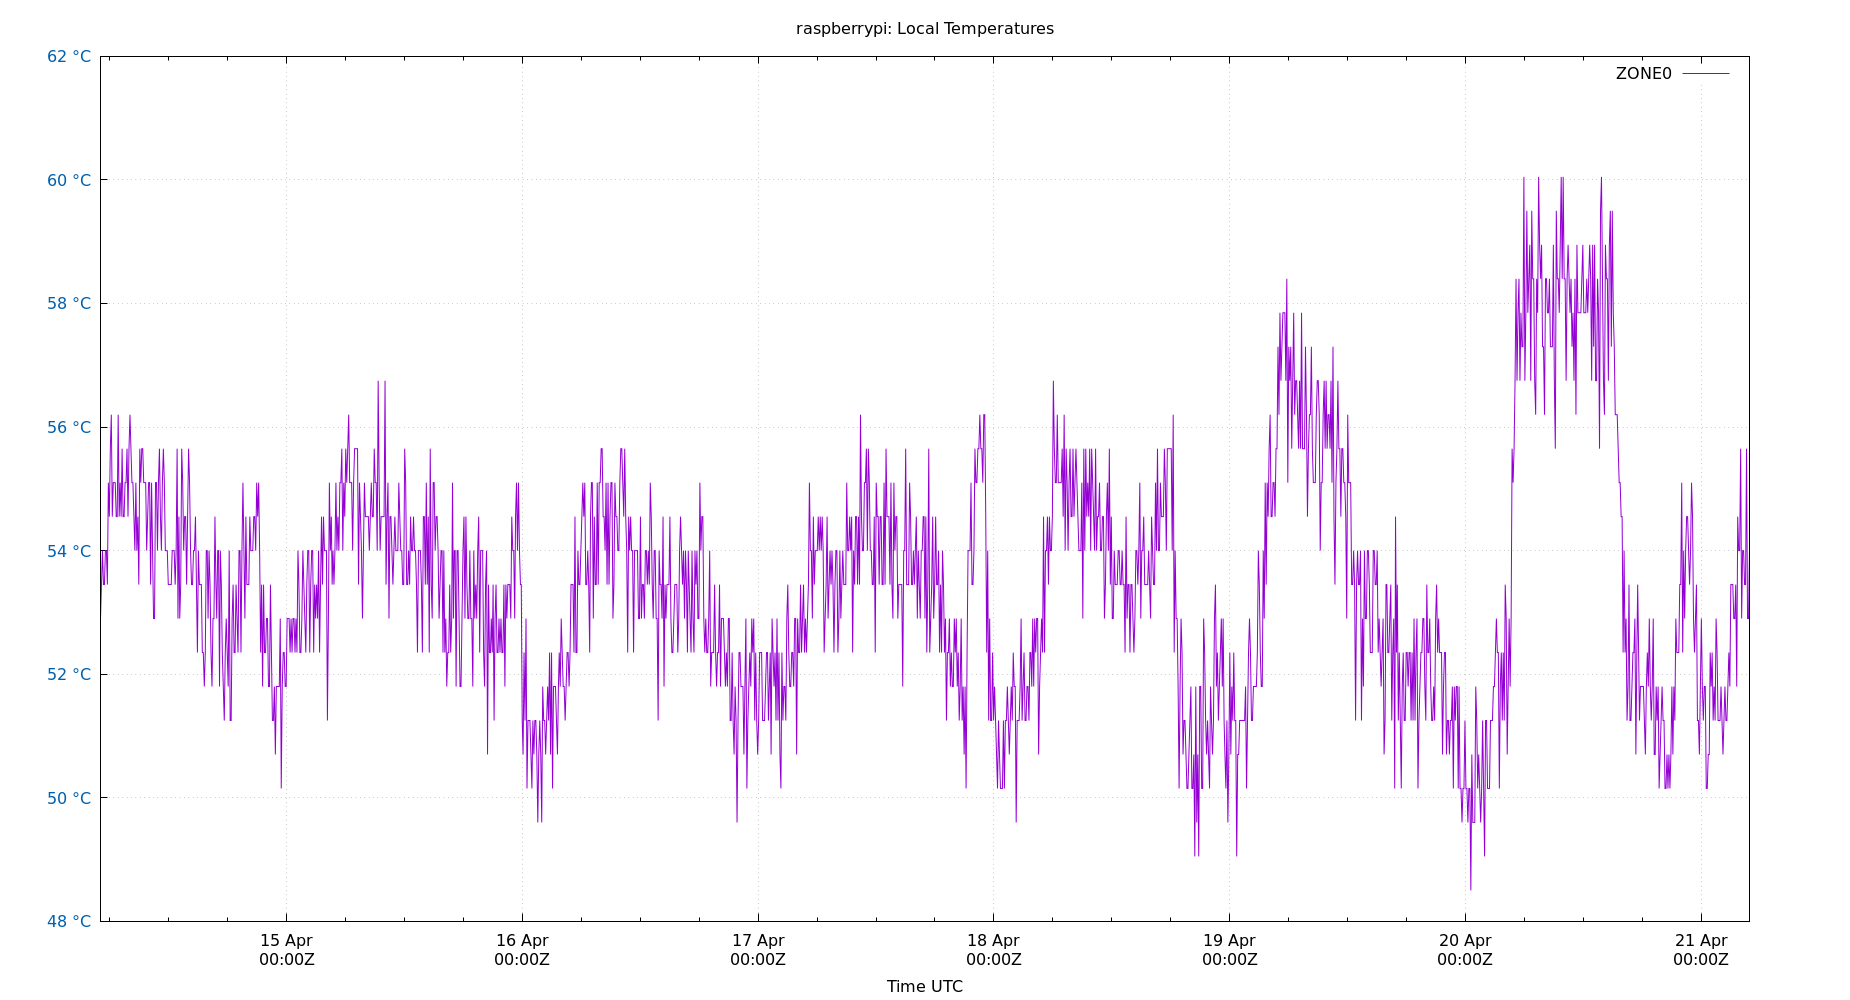 raspberrypi: Local Temperatures
62 °C
ZONE0
60 °C
58 °C
56 °C
54 °C
52 °C
50 °C
48 °C
15 Apr 16 Apr 17 Apr 18 Apr 19 Apr 20 Apr 21 Apr
00:00Z 00:00Z 00:00Z 00:00Z 00:00Z 00:00Z 00:00Z
Time UTC